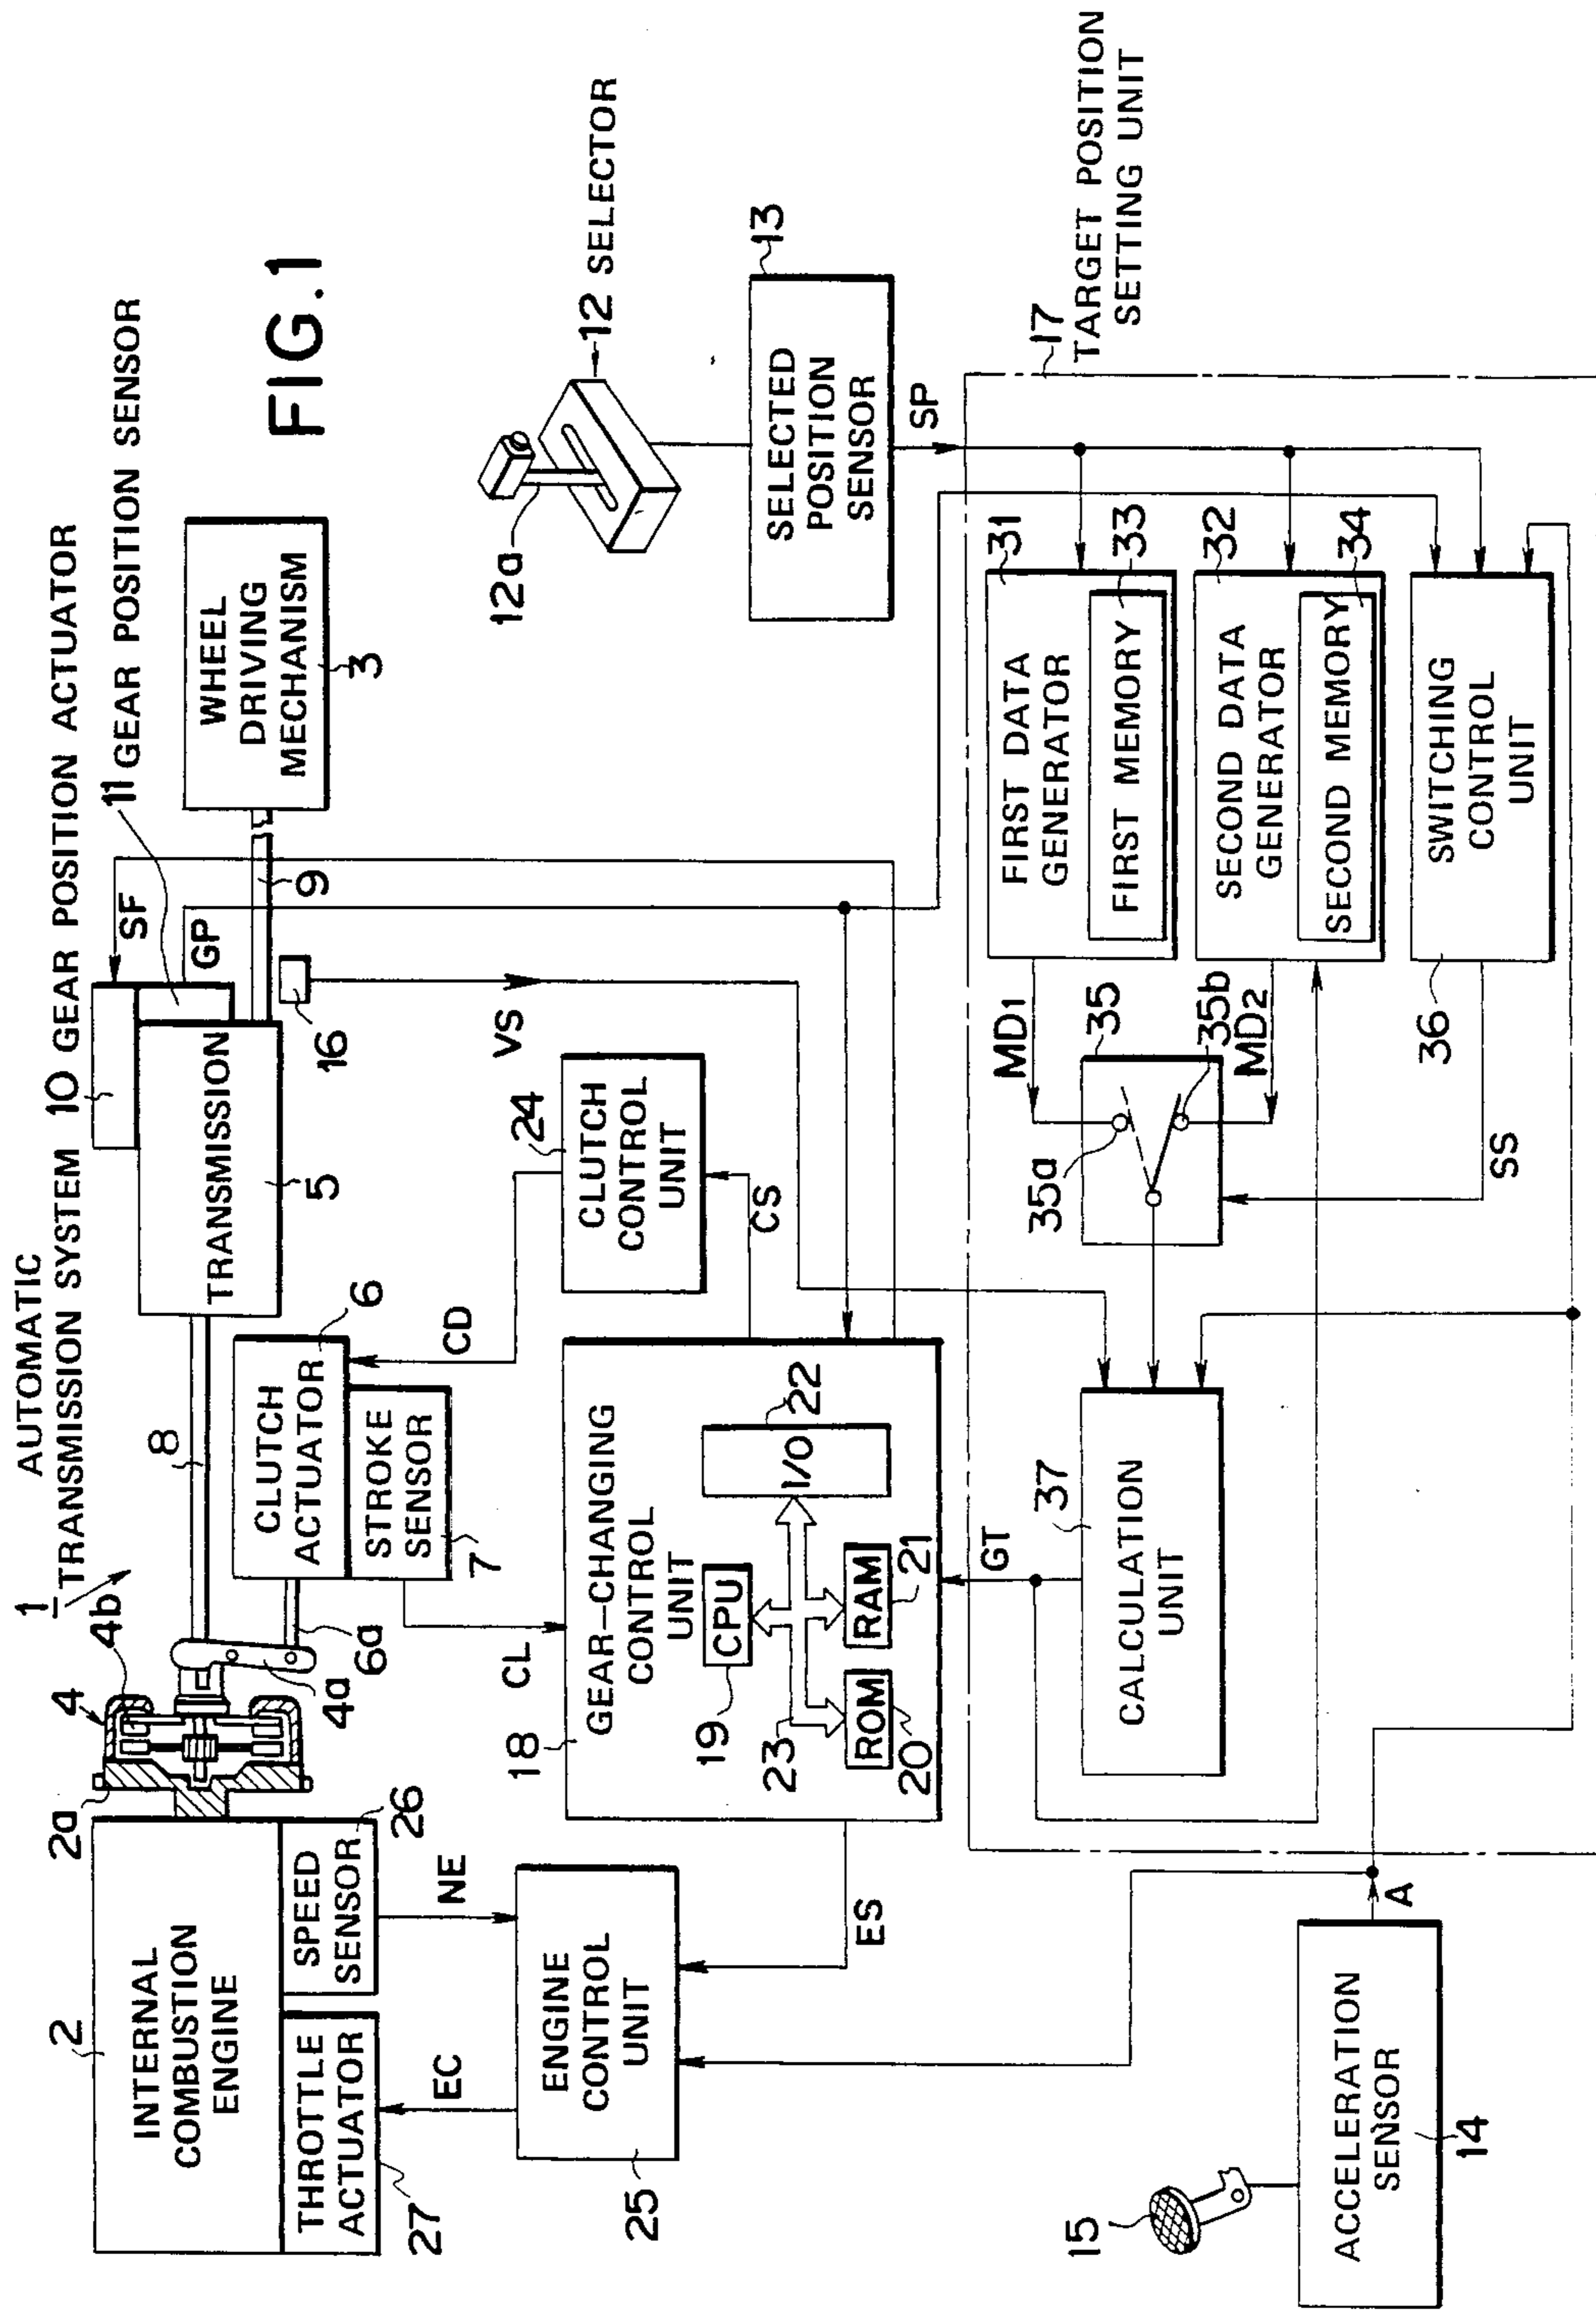 FIG.1
AUTOMATIC
1 TRANSMISSION SYSTEM
10 GEAR POSITION ACTUATOR
11 GEAR POSITION SENSOR
2
INTERNAL
COMBUSTION
ENGINE
2a
4
4b
4a
6a
8
TRANSMISSION
5
SF
GP
9
16
WHEEL
DRIVING
MECHANISM
3
THROTTLE
ACTUATOR
27
SPEED
SENSOR
26
CLUTCH
ACTUATOR
6
STROKE
SENSOR
7
EC
NE
CL
CD
VS
12 SELECTOR
12a
ENGINE
CONTROL
UNIT
25
ES
GEAR-CHANGING
CONTROL
UNIT
18
CPU
19
ROM
20
RAM
21
I/O
22
23
CLUTCH
CONTROL
UNIT
24
CS
SELECTED
POSITION
SENSOR
13
SP
17
TARGET POSITION
SETTING UNIT
GT
CALCULATION
UNIT
37
35
35a
35b
MD1
MD2
SS
FIRST DATA
GENERATOR
31
FIRST MEMORY
33
SECOND DATA
GENERATOR
32
SECOND MEMORY
34
SWITCHING
CONTROL
UNIT
36
15
ACCELERATION
SENSOR
14
A